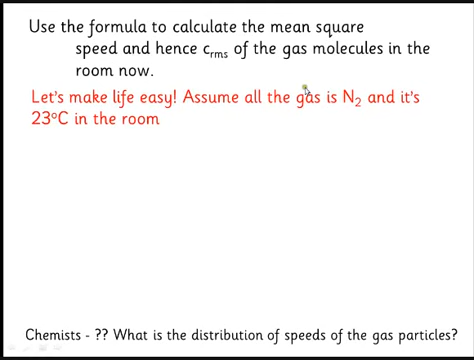 Use the formula to calculate the mean square
speed and hence cᵣₘₛ of the gas molecules in the
room now.
Let's make life easy! Assume all the gas is N₂ and it's
23°C in the room
Chemists - ?? What is the distribution of speeds of the gas particles?